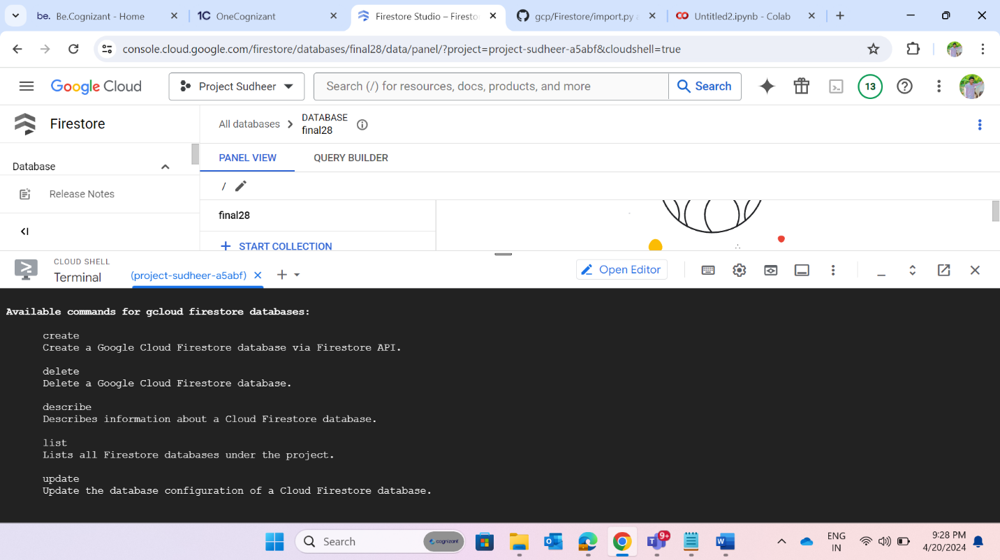 be. Be.Cognizant - Home
1C OneCognizant
Firestore Studio – Firesto
gcp/Firestore/import.py a
Untitled2.ipynb - Colab
console.cloud.google.com/firestore/databases/final28/data/panel/?project=project-sudheer-a5abf&cloudshell=true
Google Cloud
Project Sudheer
Search (/) for resources, docs, products, and more
Search
13
Firestore
All databases
DATABASE
final28
Database
PANEL VIEW
QUERY BUILDER
Release Notes
/
final28
START COLLECTION
CLOUD SHELL
Terminal
(project-sudheer-a5abf)
Open Editor
Available commands for gcloud firestore databases:
create
Create a Google Cloud Firestore database via Firestore API.
delete
Delete a Google Cloud Firestore database.
describe
Describes information about a Cloud Firestore database.
list
Lists all Firestore databases under the project.
update
Update the database configuration of a Cloud Firestore database.
Search
cognizant
9+
ENG
IN
9:28 PM
4/20/2024